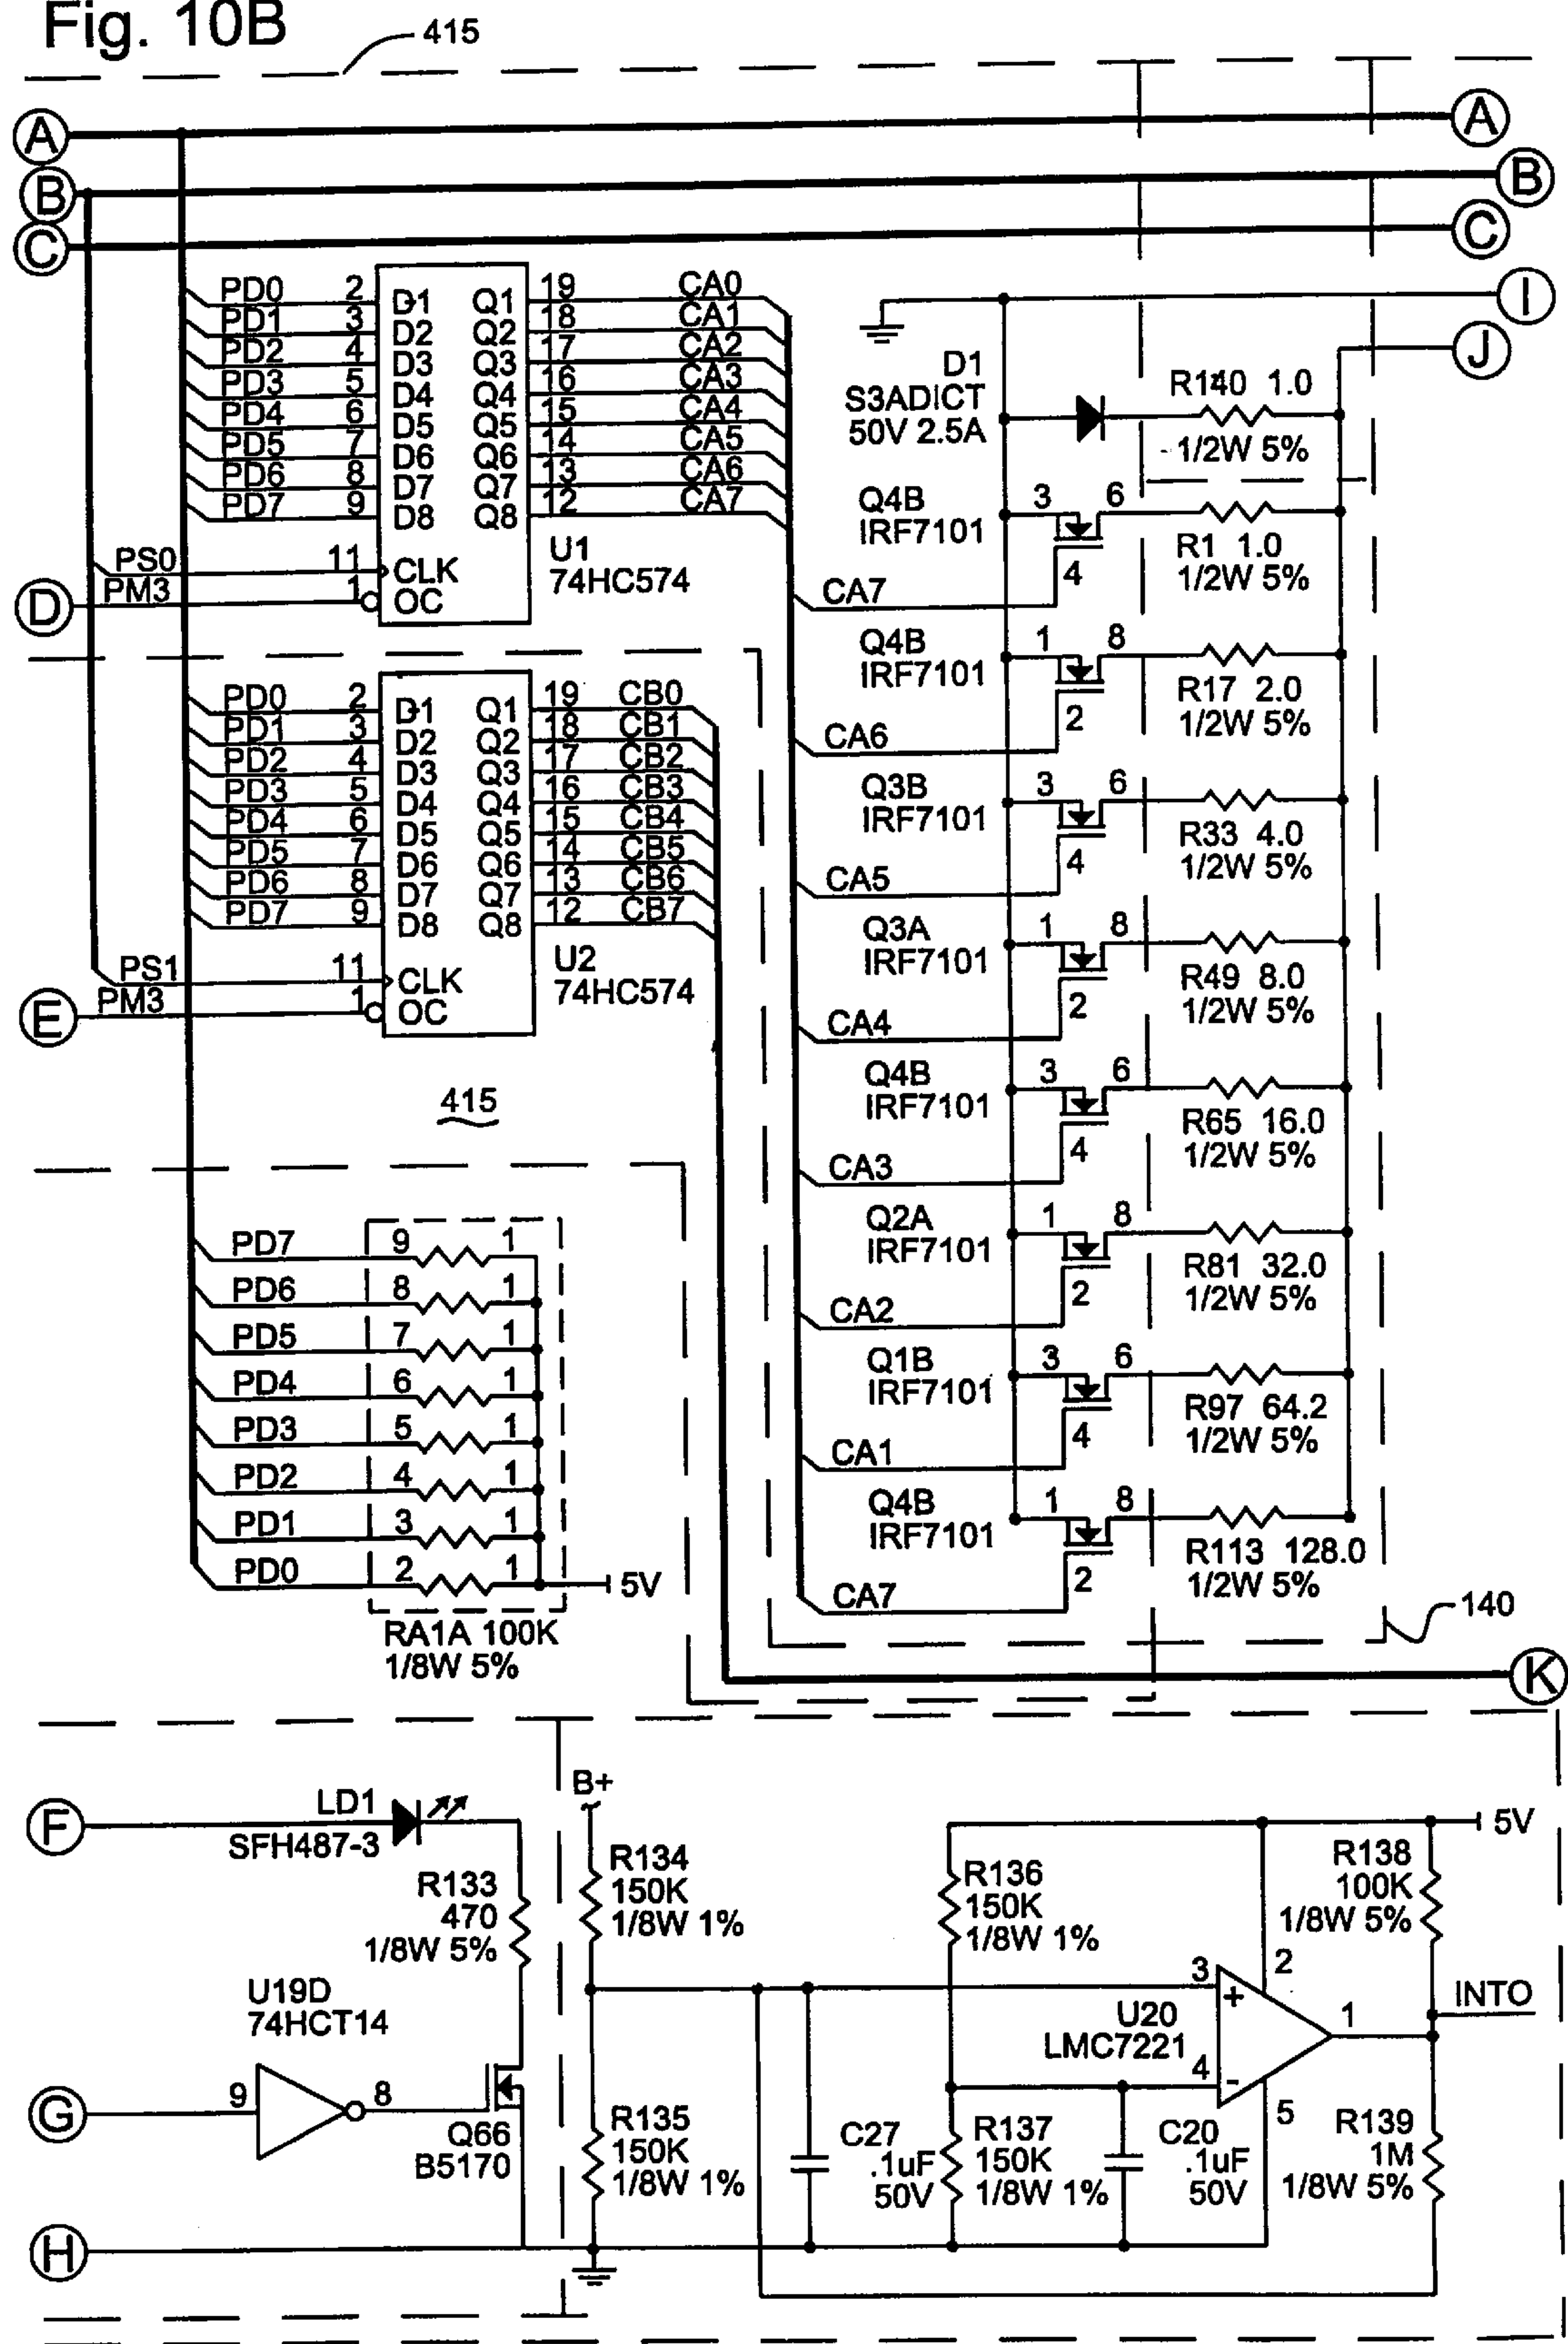 Fig. 10B
415
A
A
B
B
C
C
I
J
PD0 2 D1 Q1 19 CA0
PD1 3 D2 Q2 18 CA1
PD2 4 D3 Q3 17 CA2
PD3 5 D4 Q4 16 CA3
PD4 6 D5 Q5 15 CA4
PD5 7 D6 Q6 14 CA5
PD6 8 D7 Q7 13 CA6
PD7 9 D8 Q8 12 CA7
PS0 11 CLK
D PM3 1 OC
U1
74HC574
PD0 2 D1 Q1 19 CB0
PD1 3 D2 Q2 18 CB1
PD2 4 D3 Q3 17 CB2
PD3 5 D4 Q4 16 CB3
PD4 6 D5 Q5 15 CB4
PD5 7 D6 Q6 14 CB5
PD6 8 D7 Q7 13 CB6
PD7 9 D8 Q8 12 CB7
PS1 11 CLK
E PM3 1 OC
U2
74HC574
415
PD7 9 1
PD6 8 1
PD5 7 1
PD4 6 1
PD3 5 1
PD2 4 1
PD1 3 1
PD0 2 1 5V
RA1A 100K
1/8W 5%
D1
S3ADICT
50V 2.5A
R140 1.0
1/2W 5%
Q4B
IRF7101
3 6
4
CA7
R1 1.0
1/2W 5%
Q4B
IRF7101
1 8
2
CA6
R17 2.0
1/2W 5%
Q3B
IRF7101
3 6
4
CA5
R33 4.0
1/2W 5%
Q3A
IRF7101
1 8
2
CA4
R49 8.0
1/2W 5%
Q4B
IRF7101
3 6
4
CA3
R65 16.0
1/2W 5%
Q2A
IRF7101
1 8
2
CA2
R81 32.0
1/2W 5%
Q1B
IRF7101
3 6
4
CA1
R97 64.2
1/2W 5%
Q4B
IRF7101
1 8
2
CA7
R113 128.0
1/2W 5%
140
K
F
LD1
SFH487-3
R133
470
1/8W 5%
U19D
74HCT14
G 9 8
Q66
B5170
H
B+
R134
150K
1/8W 1%
R135
150K
1/8W 1%
C27
.1uF
50V
R136
150K
1/8W 1%
R137
150K
1/8W 1%
C20
.1uF
50V
U20
LMC7221
3 +
4 -
2
5
1
5V
R138
100K
1/8W 5%
INTO
R139
1M
1/8W 5%